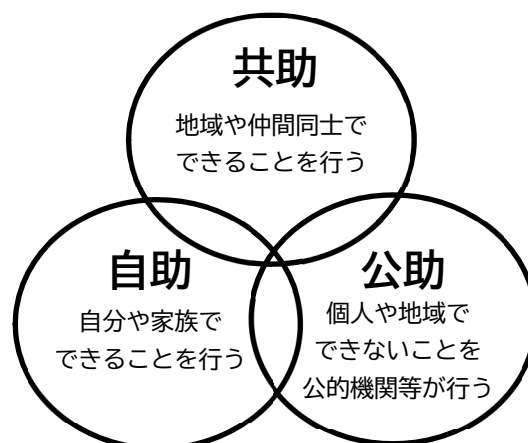 共助
地域や仲間同士で
できることを行う
自助
自分や家族で
できることを行う
公助
個人や地域で
できないことを
公的機関等が行う